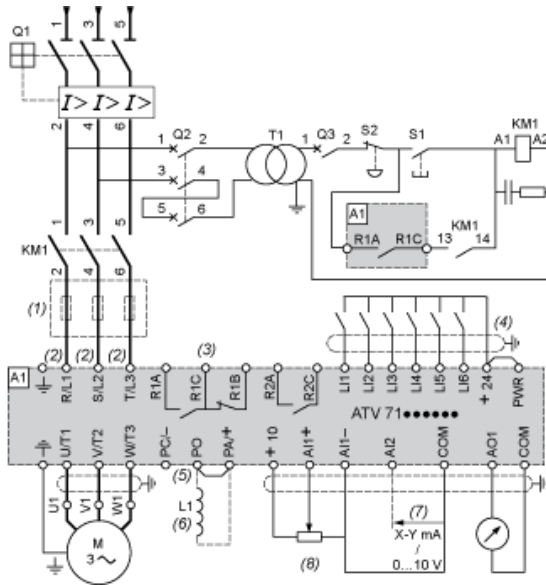 Q1
1 3 5
I> I> I>
2 4 6
1 Q2 2
3 4
5 6
T1
1 Q3 2
S2
S1
KM1
A1 A2
A1
R1A R1C
13 KM1 14
1 3 5
KM1
2 4 6
(1)
(2) (2) (2)
(3)
(4)
A1
R/L1 S/L2 T/L3 R1A R1C R1B R2A R2C LI1 LI2 LI3 LI4 LI5 LI6 + 24 PWR
ATV 71●●●●●●
U/T1 V/T2 W/T3 PC/– PO PA/+ + 10 AI1+ AI1– AI2 COM AO1 COM
U1 V1 W1
(5)
L1
(6)
(7)
X-Y mA
/
0...10 V
(8)
M
3 ~